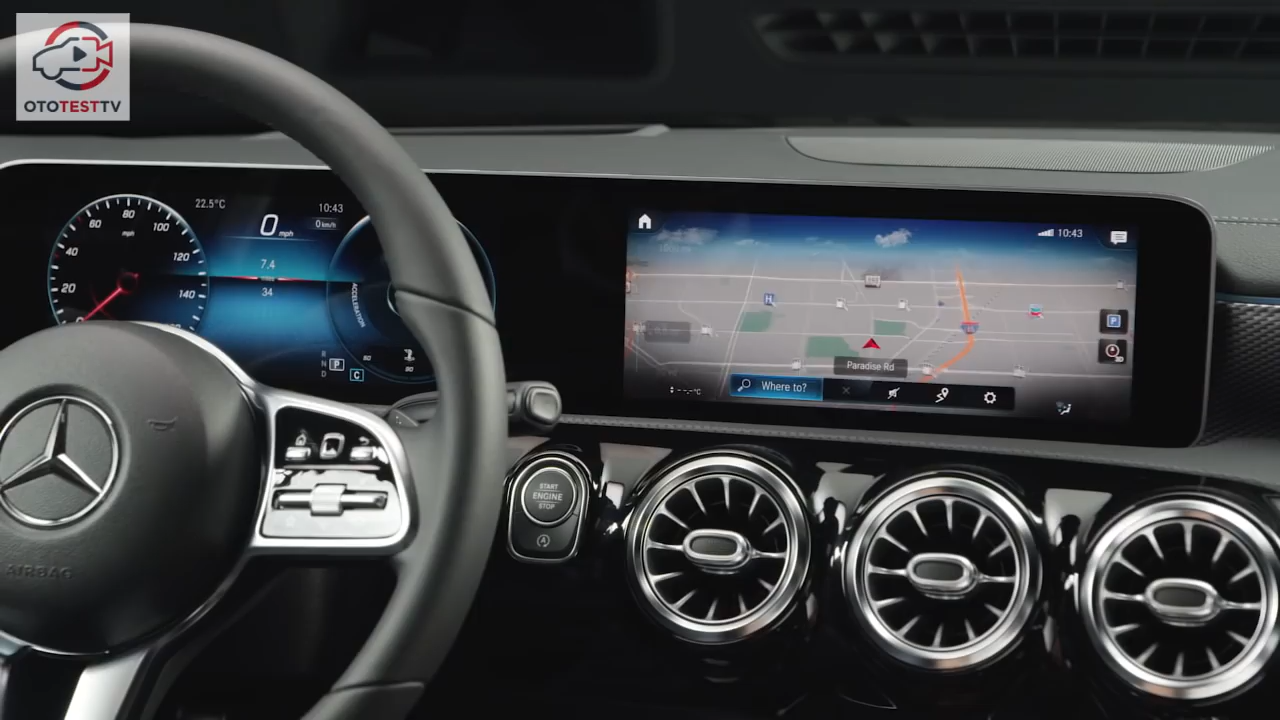 OTOTESTTV
22.5°C
10:43
0 mph
0 km/h
7.4
34
20
40
60
80
100
120
140
mph
ACCELERATION
R
N
D
P
C
10:43
H
P
Paradise Rd
--,-°C
Where to?
START
ENGINE
STOP
A
AIRBAG